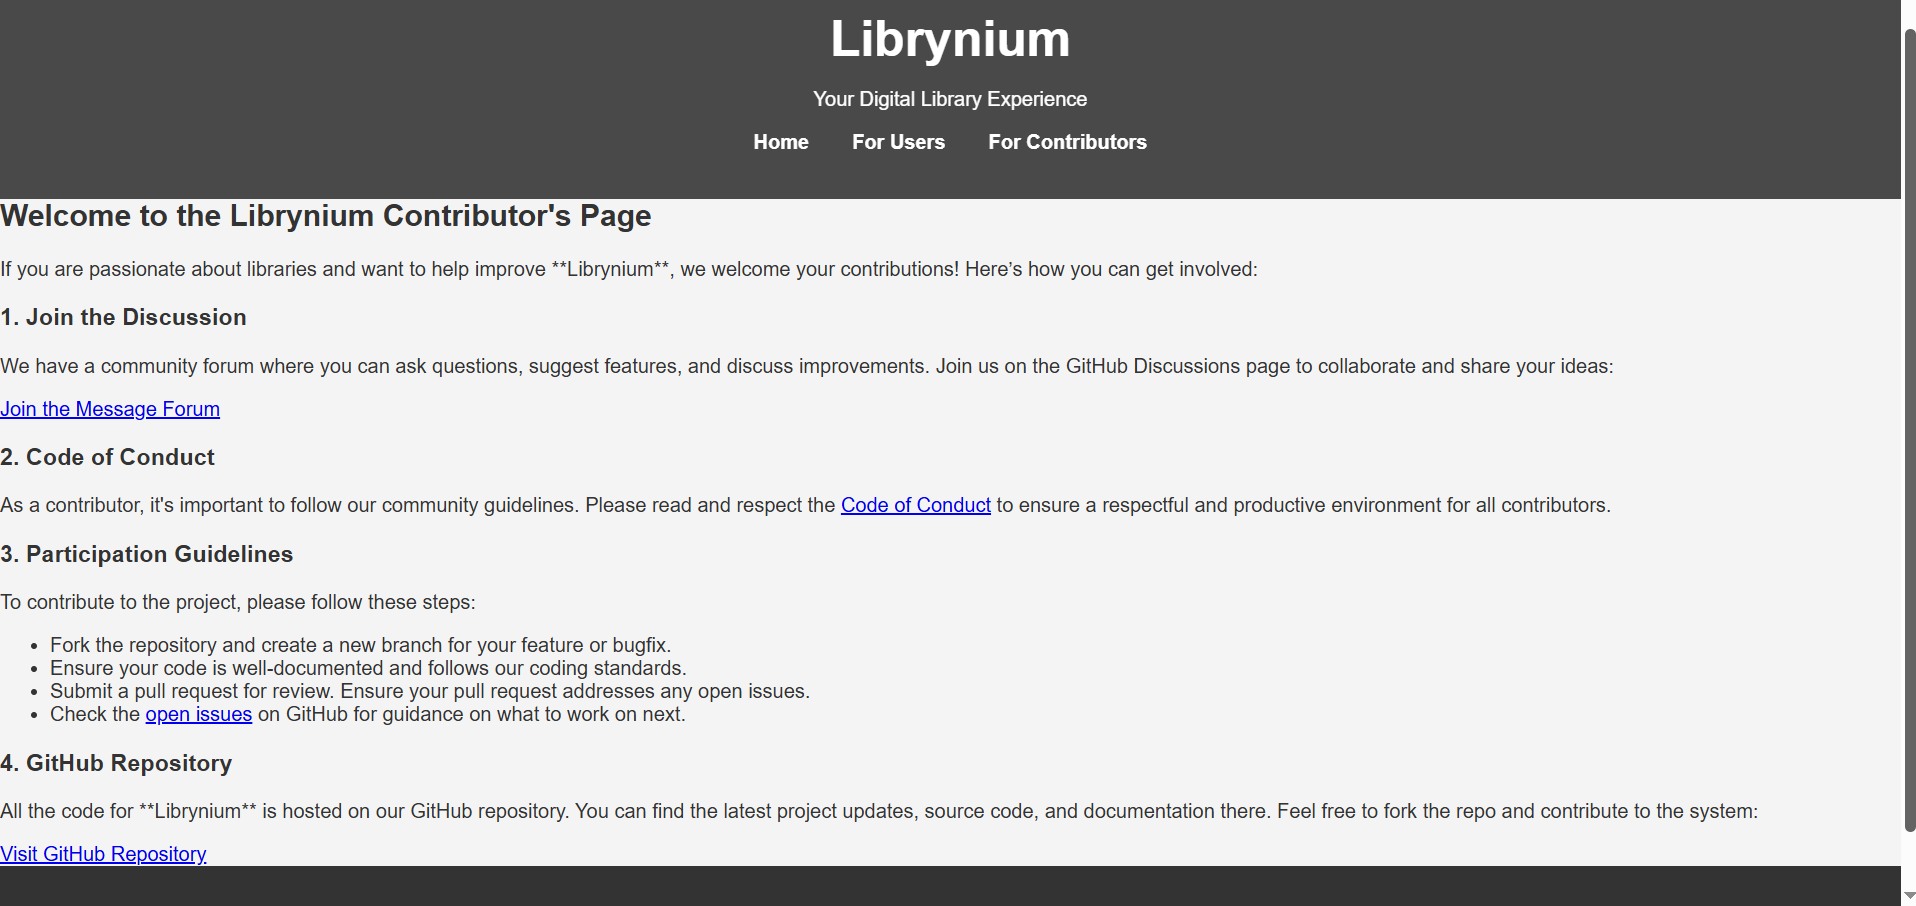 Librynium
Your Digital Library Experience
Home For Users For Contributors
Welcome to the Librynium Contributor's Page
If you are passionate about libraries and want to help improve **Librynium**, we welcome your contributions! Here’s how you can get involved:
1. Join the Discussion
We have a community forum where you can ask questions, suggest features, and discuss improvements. Join us on the GitHub Discussions page to collaborate and share your ideas:
Join the Message Forum
2. Code of Conduct
As a contributor, it's important to follow our community guidelines. Please read and respect the Code of Conduct to ensure a respectful and productive environment for all contributors.
3. Participation Guidelines
To contribute to the project, please follow these steps:
• Fork the repository and create a new branch for your feature or bugfix.
• Ensure your code is well-documented and follows our coding standards.
• Submit a pull request for review. Ensure your pull request addresses any open issues.
• Check the open issues on GitHub for guidance on what to work on next.
4. GitHub Repository
All the code for **Librynium** is hosted on our GitHub repository. You can find the latest project updates, source code, and documentation there. Feel free to fork the repo and contribute to the system:
Visit GitHub Repository